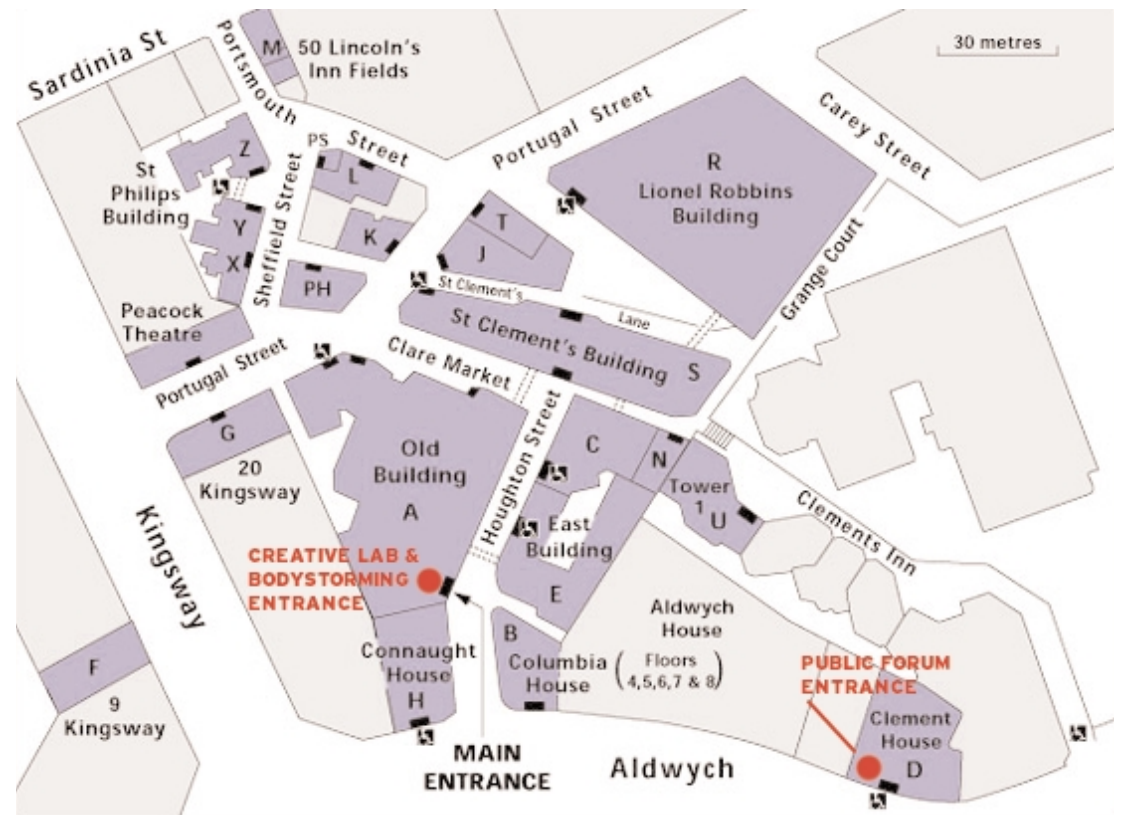 Sardinia St
Portsmouth
Street
M
50 Lincoln's
Inn Fields
30 metres
Portugal Street
Carey Street
PS
Z
L
St
Philips
Building
Sheffield Street
R
Lionel Robbins
Building
T
Y
K
J
X
PH
St Clement's
Lane
Grange Court
Peacock
Theatre
St Clement's Building
S
Portugal Street
Clare Market
G
20
Kingsway
Old
Building
A
Houghton Street
C
N
Tower
1
U
Clements Inn
Kingsway
East
Building
E
CREATIVE LAB &
BODYSTORMING
ENTRANCE
Aldwych
House
Floors
4,5,6,7 & 8
B
Columbia
House
Connaught
House
H
F
9
Kingsway
PUBLIC FORUM
ENTRANCE
Clement
House
D
MAIN
ENTRANCE
Aldwych